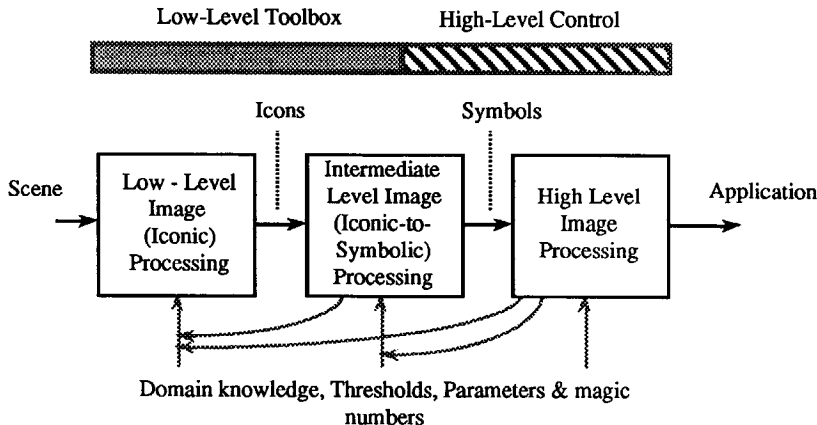 Low-Level Toolbox
High-Level Control
Icons
Symbols
Scene
Low - Level
Image
(Iconic)
Processing
Intermediate
Level Image
(Iconic-to-
Symbolic)
Processing
High Level
Image
Processing
Application
Domain knowledge, Thresholds, Parameters & magic
numbers